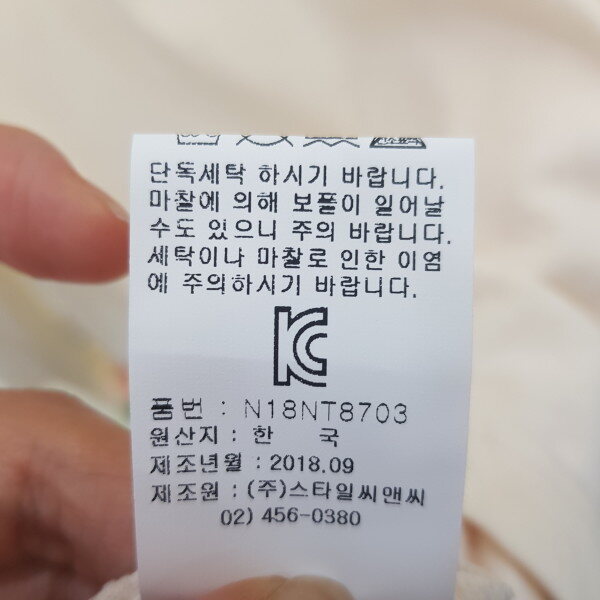 단독세탁 하시기 바랍니다.
마찰에 의해 보풀이 일어날
수도 있으니 주의 바랍니다.
세탁이나 마찰로 인한 이염
에 주의하시기 바랍니다.
KC
품번 : N18NT8703
원산지 : 한 국
제조년월 : 2018.09
제조원 : (주)스타일씨앤씨
02) 456-0380